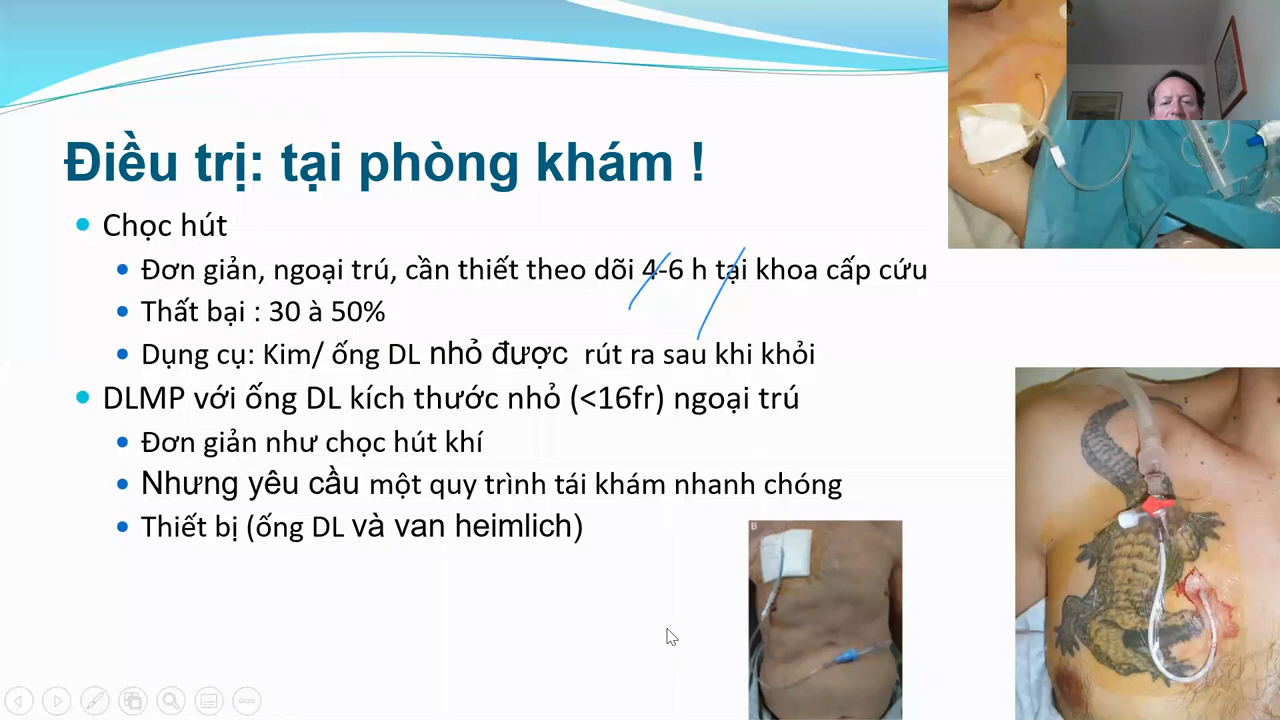 Điều trị: tại phòng khám !
Chọc hút
Đơn giản, ngoại trú, cần thiết theo dõi 4-6 h tại khoa cấp cứu
Thất bại : 30 à 50%
Dụng cụ: Kim/ ống DL nhỏ được rút ra sau khi khỏi
DLMP với ống DL kích thước nhỏ (<16fr) ngoại trú
Đơn giản như chọc hút khí
Nhưng yêu cầu một quy trình tái khám nhanh chóng
Thiết bị (ống DL và van heimlich)
B